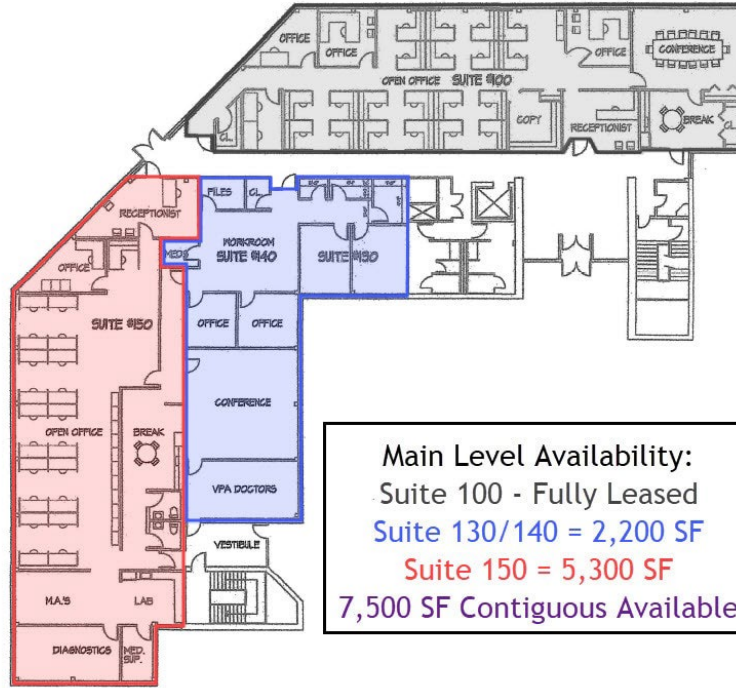 OFFICE
OFFICE
OFFICE
CONFERENCE
OPEN OFFICE
SUITE #100
CL.
COPY
RECEPTIONIST
BREAK
CL
RECEPTIONIST
FILES
CL.
WORKROOM
SUITE #140
SUITE #130
MEDS
OFFICE
SUITE #150
OFFICE
OFFICE
CONFERENCE
OPEN OFFICE
BREAK
VPA DOCTORS
VESTIBULE
M.A.'S
LAB
DIAGNOSTICS
MED.
SUP.
Main Level Availability:
Suite 100 - Fully Leased
Suite 130/140 = 2,200 SF
Suite 150 = 5,300 SF
7,500 SF Contiguous Available